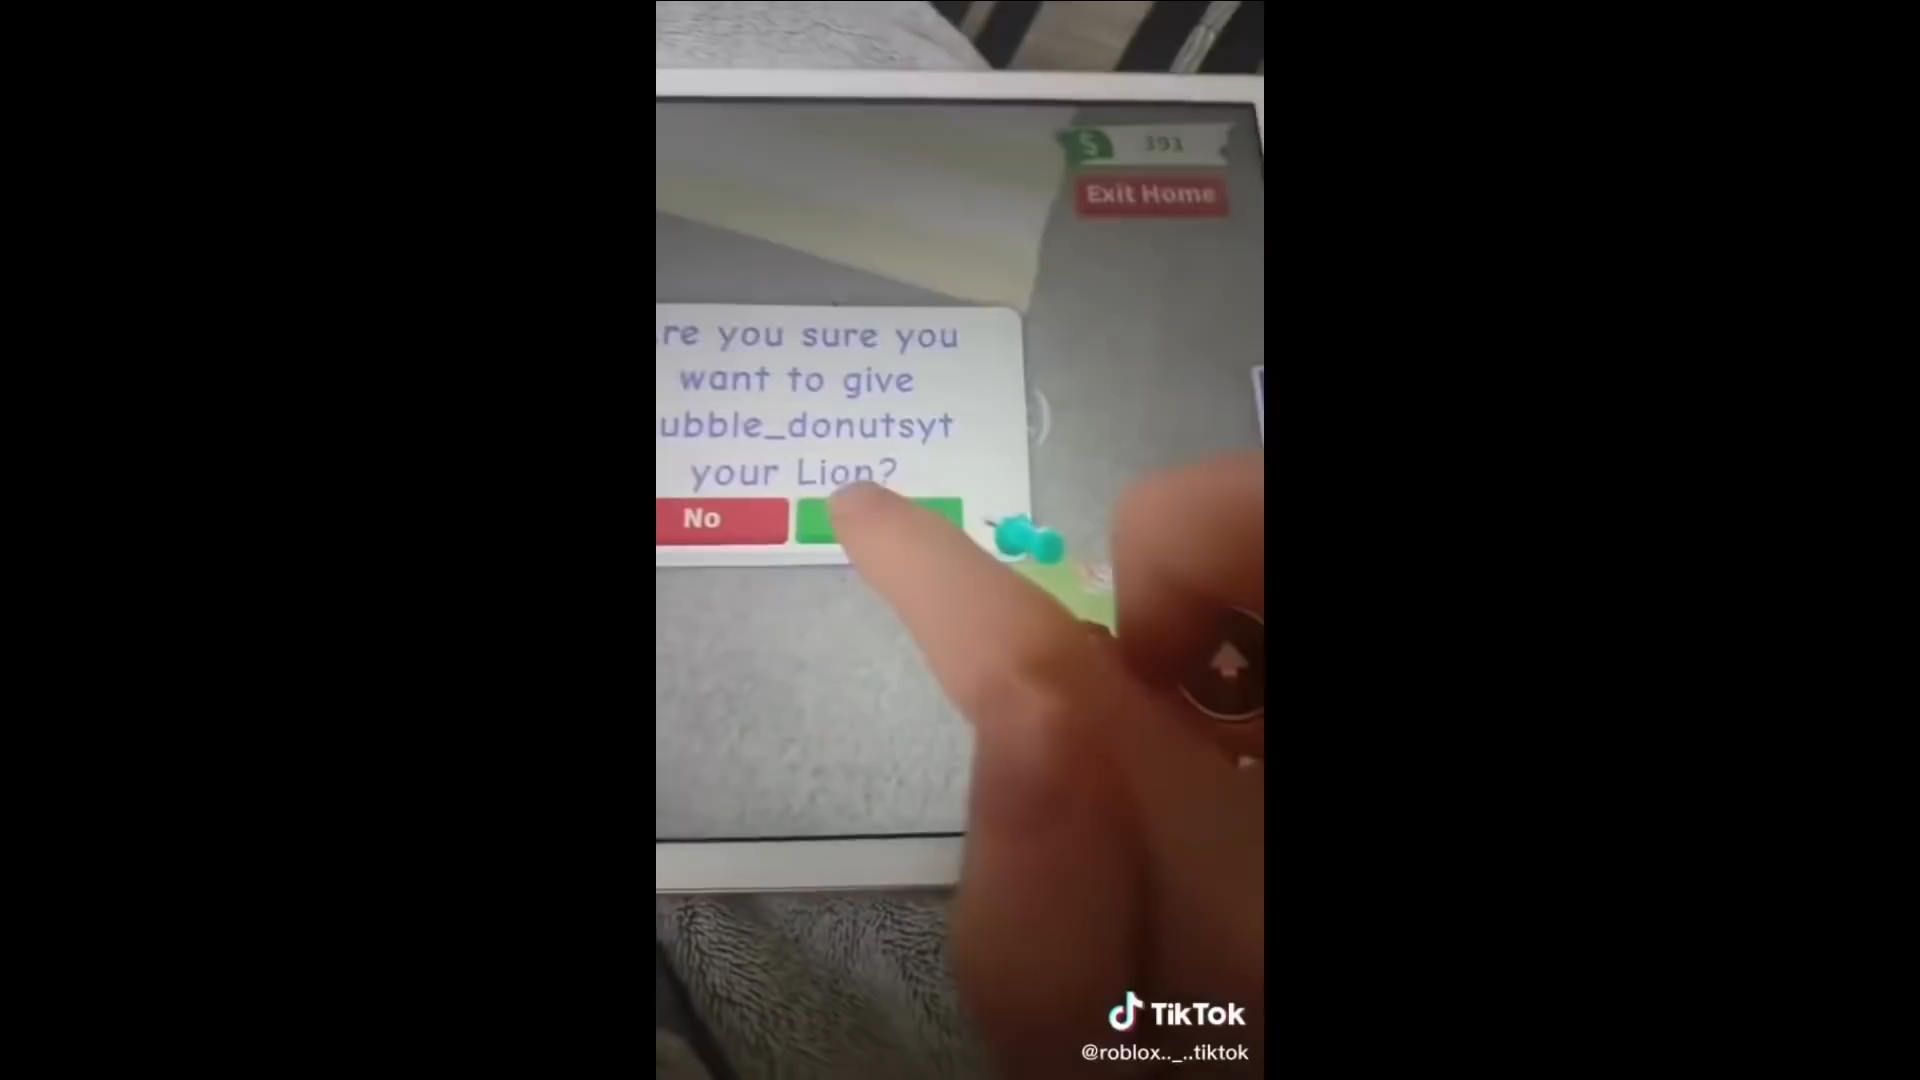 $ 391
Exit Home
re you sure you
want to give
ubble_donutsyt
your Lion?
No
TikTok
@roblox.._..tiktok